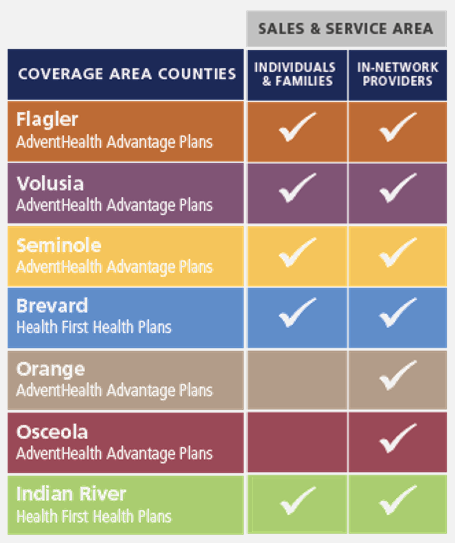 SALES & SERVICE AREA
COVERAGE AREA COUNTIES
INDIVIDUALS
& FAMILIES
IN-NETWORK
PROVIDERS
Flagler
AdventHealth Advantage Plans
Volusia
AdventHealth Advantage Plans
Seminole
AdventHealth Advantage Plans
Brevard
Health First Health Plans
Orange
AdventHealth Advantage Plans
Osceola
AdventHealth Advantage Plans
Indian River
Health First Health Plans